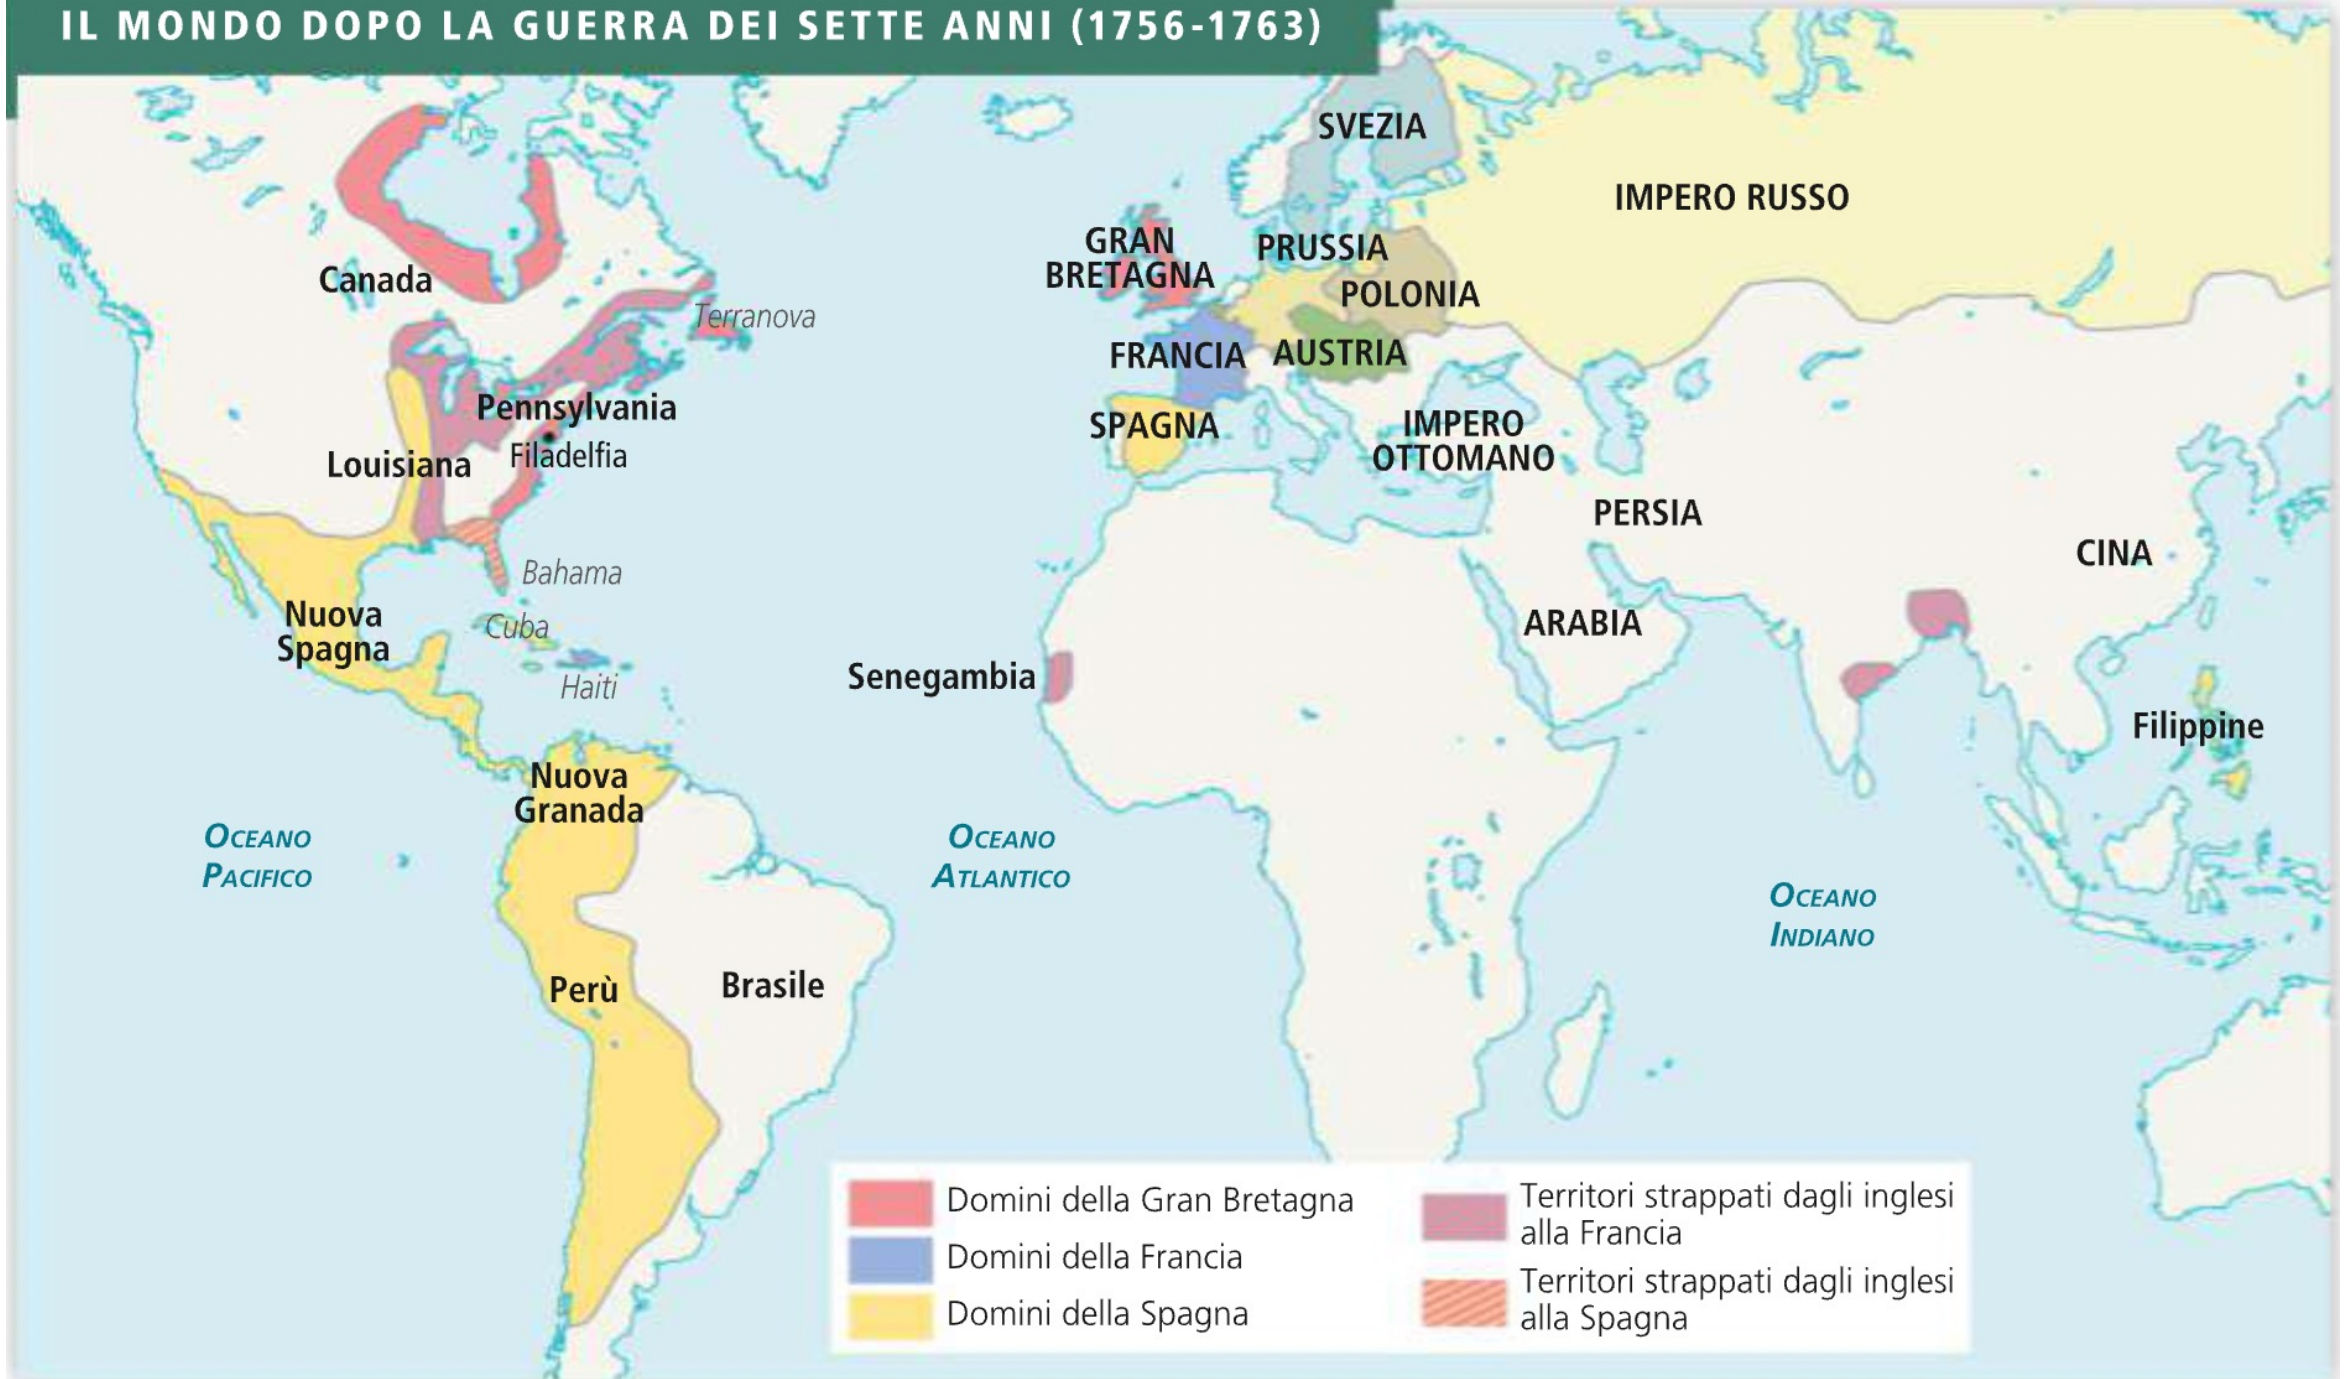 IL MONDO DOPO LA GUERRA DEI SETTE ANNI (1756-1763)
SVEZIA
IMPERO RUSSO
GRAN
BRETAGNA
PRUSSIA
POLONIA
Canada
Terranova
FRANCIA
AUSTRIA
Pennsylvania
Filadelfia
SPAGNA
IMPERO
OTTOMANO
Louisiana
PERSIA
CINA
Bahama
Nuova
Spagna
Cuba
ARABIA
Haiti
Senegambia
Filippine
Nuova
Granada
OCEANO
PACIFICO
OCEANO
ATLANTICO
OCEANO
INDIANO
Perù
Brasile
Domini della Gran Bretagna
Domini della Francia
Domini della Spagna
Territori strappati dagli inglesi
alla Francia
Territori strappati dagli inglesi
alla Spagna